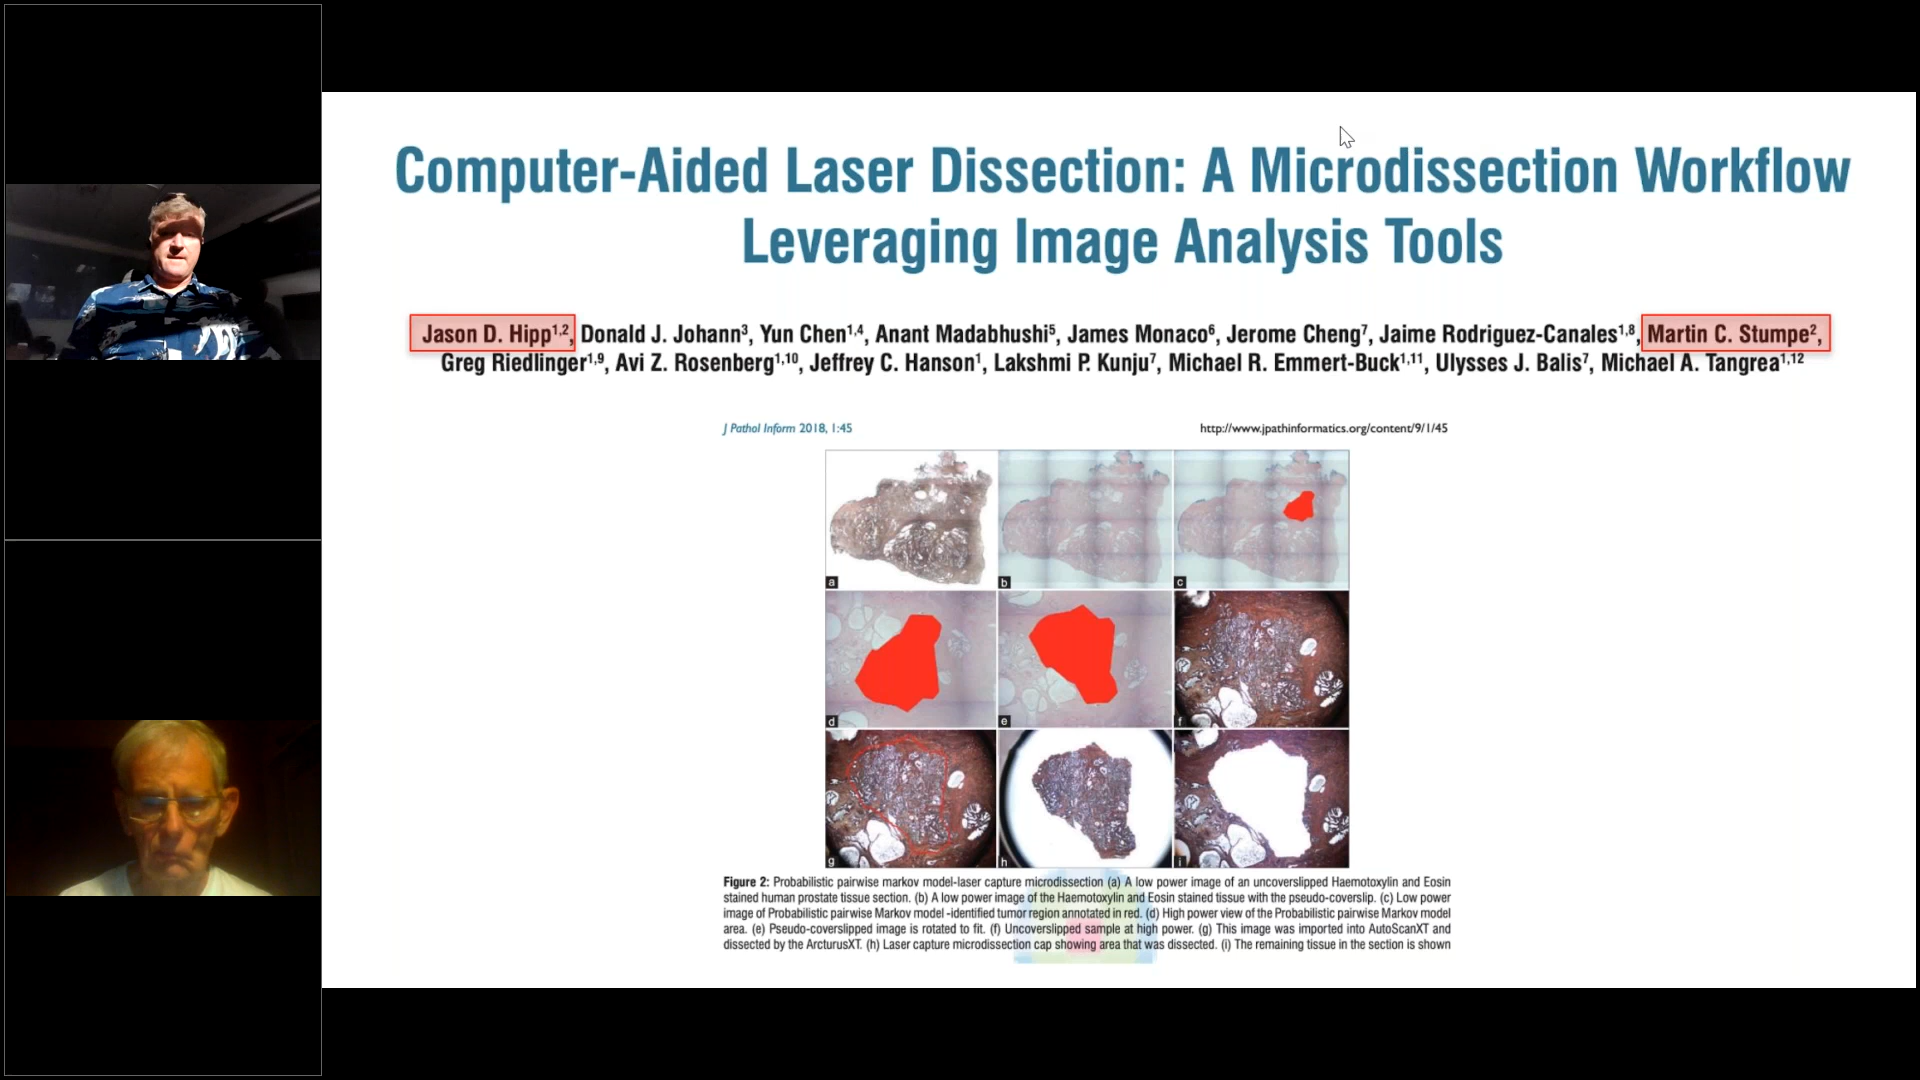 Computer-Aided Laser Dissection: A Microdissection Workflow
Leveraging Image Analysis Tools
Jason D. Hipp1,2, Donald J. Johann3, Yun Chen1,4, Anant Madabhushi5, James Monaco6, Jerome Cheng7, Jaime Rodriguez-Canales1,8, Martin C. Stumpe2,
Greg Riedlinger1,9, Avi Z. Rosenberg1,10, Jeffrey C. Hanson1, Lakshmi P. Kunju7, Michael R. Emmert-Buck1,11, Ulysses J. Balis7, Michael A. Tangrea1,12
J Pathol Inform 2018, 1:45 http://www.jpathinformatics.org/content/9/1/45
a b c
d e f
g h i
Figure 2: Probabilistic pairwise markov model-laser capture microdissection (a) A low power image of an uncoverslipped Haemotoxylin and Eosin
stained human prostate tissue section. (b) A low power image of the Haemotoxylin and Eosin stained tissue with the pseudo-coverslip. (c) Low power
image of Probabilistic pairwise Markov model -identified tumor region annotated in red. (d) High power view of the Probabilistic pairwise Markov model
area. (e) Pseudo-coverslipped image is rotated to fit. (f) Uncoverslipped sample at high power. (g) This image was imported into AutoScanXT and
dissected by the ArcturusXT. (h) Laser capture microdissection cap showing area that was dissected. (i) The remaining tissue in the section is shown